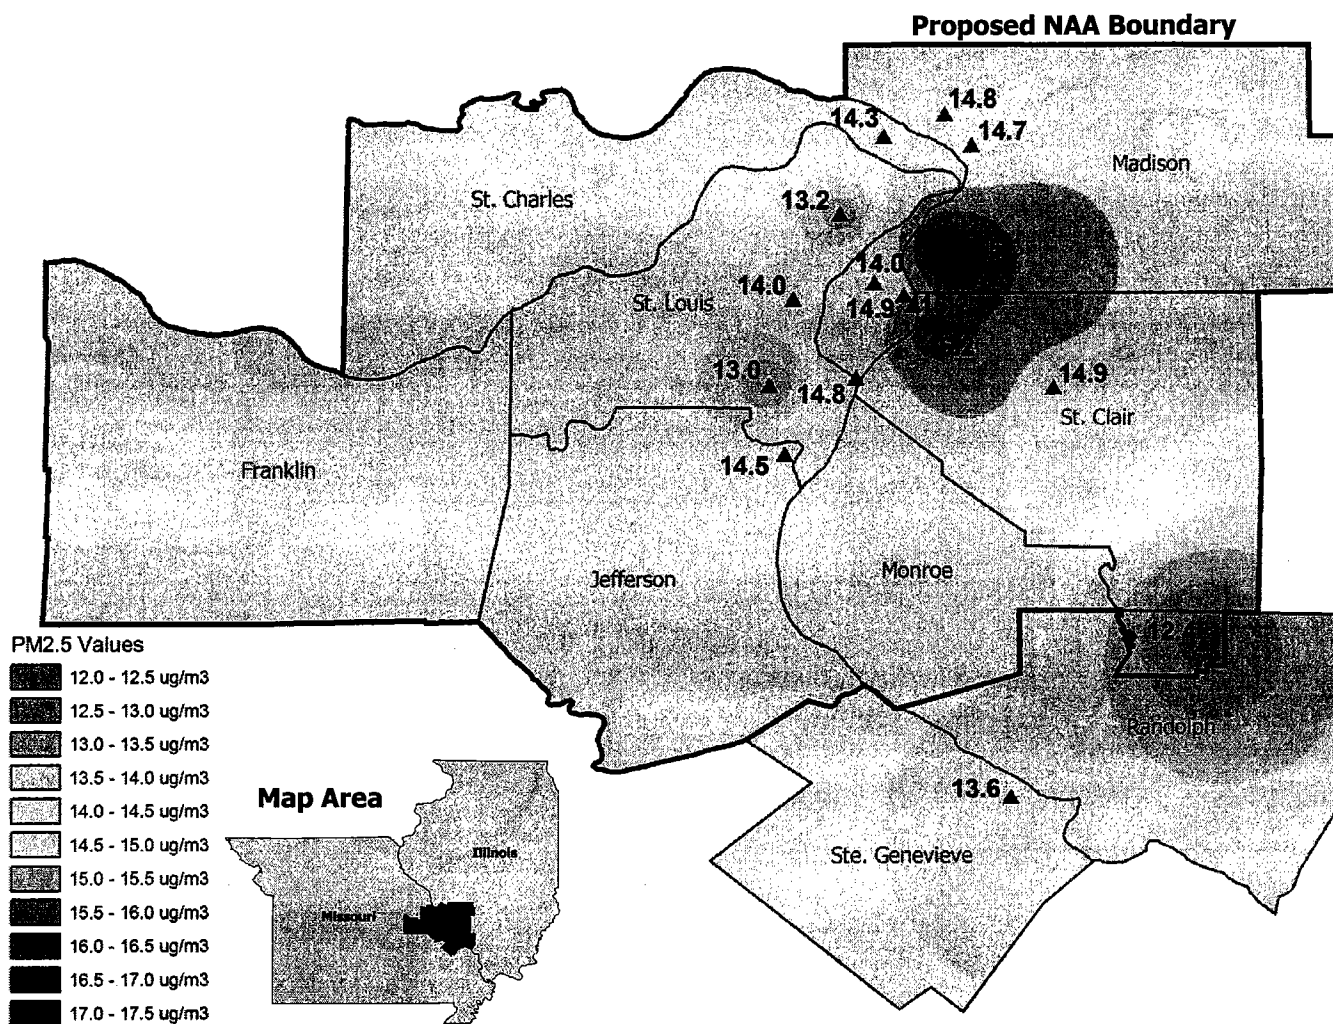 Proposed NAA Boundary
14.8
14.3
14.7
Madison
St. Charles
13.2
14.0
14.0
St. Louis
14.9
13.0
14.8
14.9
St. Clair
14.5
Franklin
Jefferson
Monroe
Randolph
13.6
Ste. Genevieve
PM2.5 Values
12.0 - 12.5 ug/m3
12.5 - 13.0 ug/m3
13.0 - 13.5 ug/m3
13.5 - 14.0 ug/m3
14.0 - 14.5 ug/m3
14.5 - 15.0 ug/m3
15.0 - 15.5 ug/m3
15.5 - 16.0 ug/m3
16.0 - 16.5 ug/m3
16.5 - 17.0 ug/m3
17.0 - 17.5 ug/m3
Map Area
Illinois
Missouri